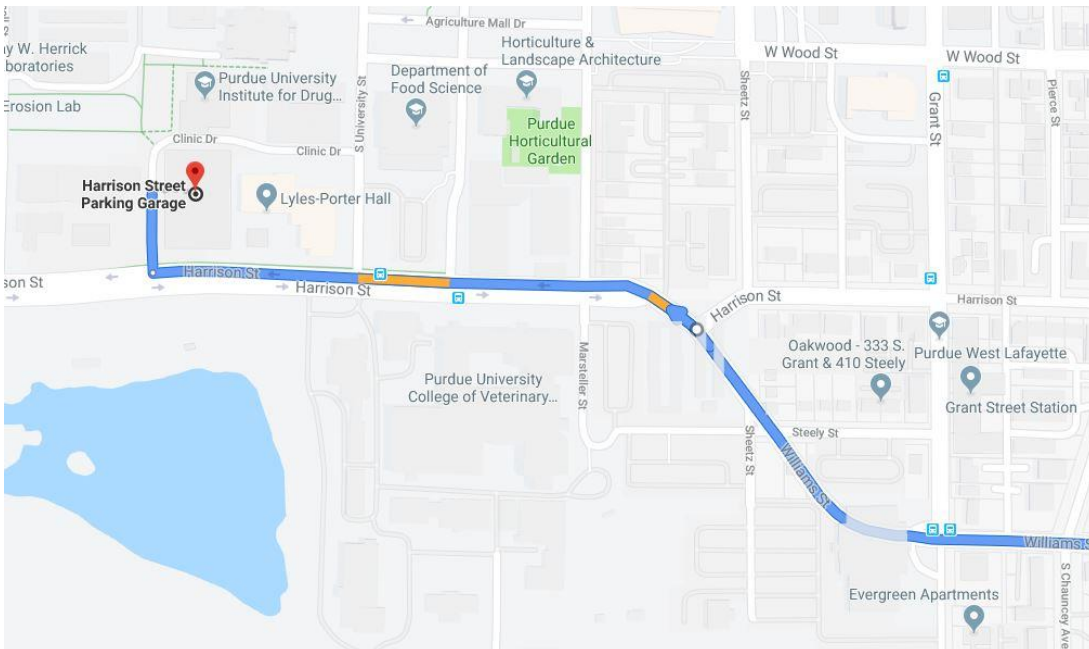 Agriculture Mall Dr
ay W. Herrick
boratories
Horticulture &
Landscape Architecture
W Wood St
W Wood St
Purdue University
Institute for Drug...
S University St
Department of
Food Science
Sheetz St
Grant St
Pierce St
Erosion Lab
Purdue
Horticultural
Garden
Clinic Dr
Clinic Dr
Harrison Street
Parking Garage
Lyles-Porter Hall
son St
Harrison St
Harrison St
Harrison St
Harrison St
Marsteller St
Oakwood - 333 S.
Grant & 410 Steely
Purdue West Lafayette
Purdue University
College of Veterinary...
Grant Street Station
Steely St
Sheetz St
Williams St
Williams S
S Chauncey Ave
Evergreen Apartments